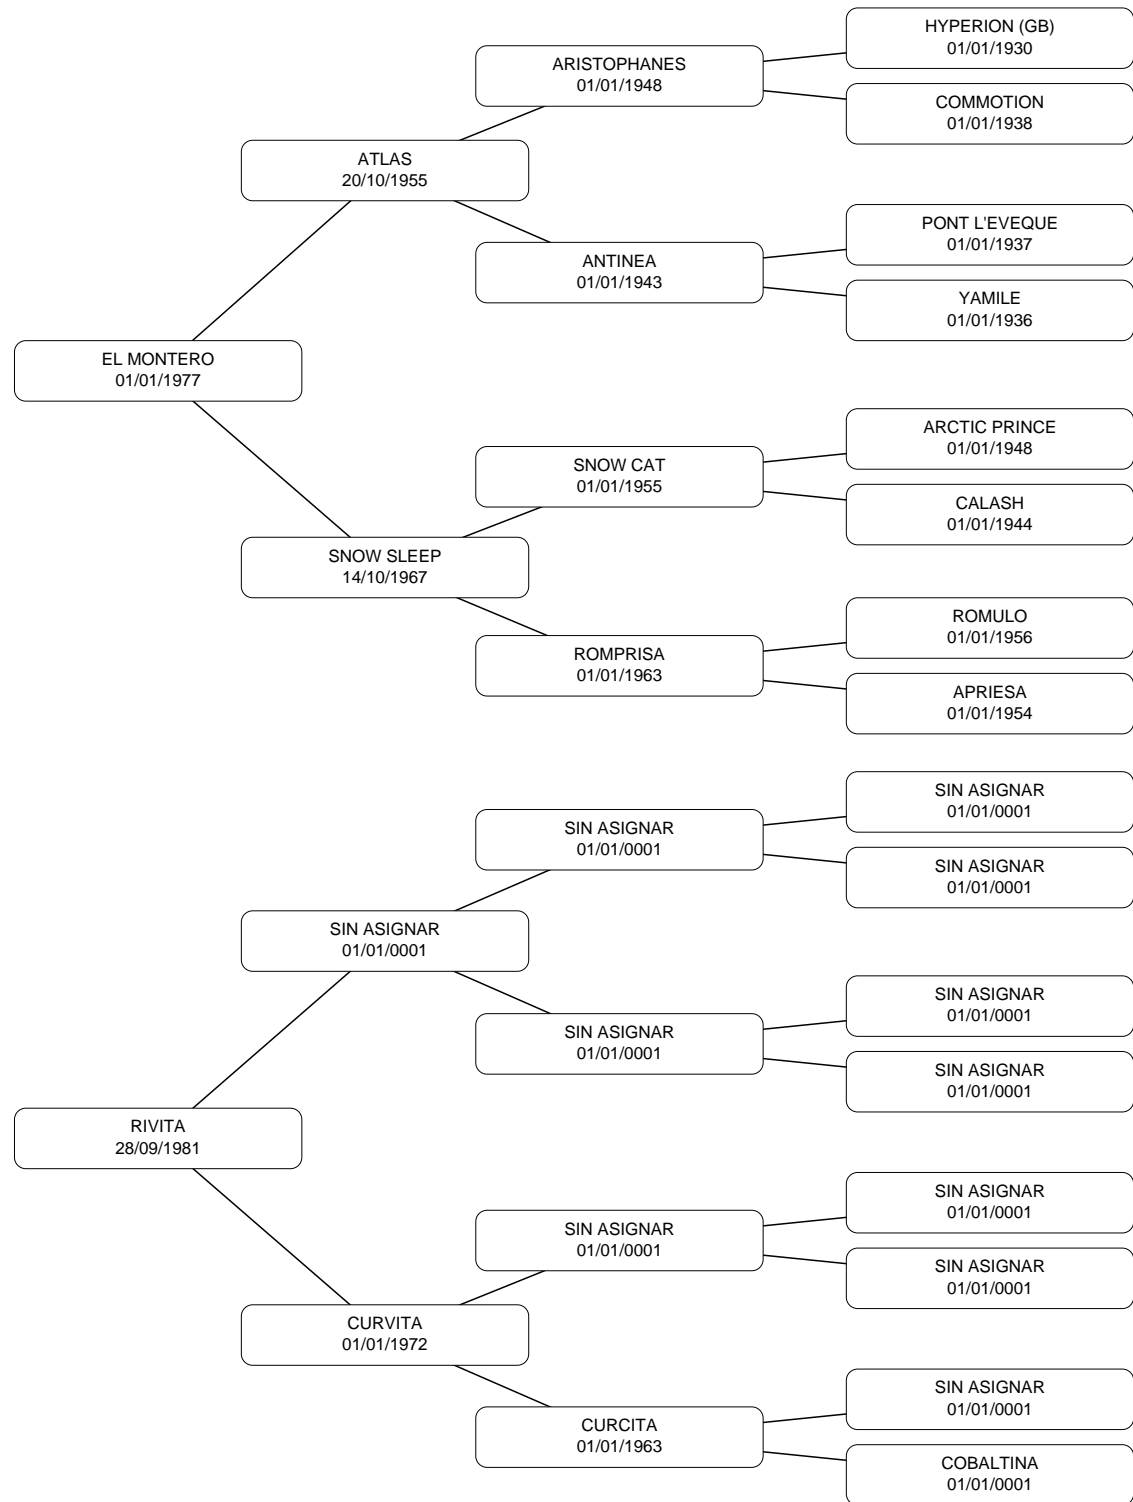 HYPERION (GB)
01/01/1930
ARISTOPHANES
01/01/1948
COMMOTION
01/01/1938
ATLAS
20/10/1955
PONT L'EVEQUE
01/01/1937
ANTINEA
01/01/1943
YAMILE
01/01/1936
EL MONTERO
01/01/1977
ARCTIC PRINCE
01/01/1948
SNOW CAT
01/01/1955
CALASH
01/01/1944
SNOW SLEEP
14/10/1967
ROMULO
01/01/1956
ROMPRISA
01/01/1963
APRIESA
01/01/1954
SIN ASIGNAR
01/01/0001
SIN ASIGNAR
01/01/0001
SIN ASIGNAR
01/01/0001
SIN ASIGNAR
01/01/0001
SIN ASIGNAR
01/01/0001
SIN ASIGNAR
01/01/0001
SIN ASIGNAR
01/01/0001
RIVITA
28/09/1981
SIN ASIGNAR
01/01/0001
SIN ASIGNAR
01/01/0001
SIN ASIGNAR
01/01/0001
CURVITA
01/01/1972
SIN ASIGNAR
01/01/0001
CURCITA
01/01/1963
COBALTINA
01/01/0001